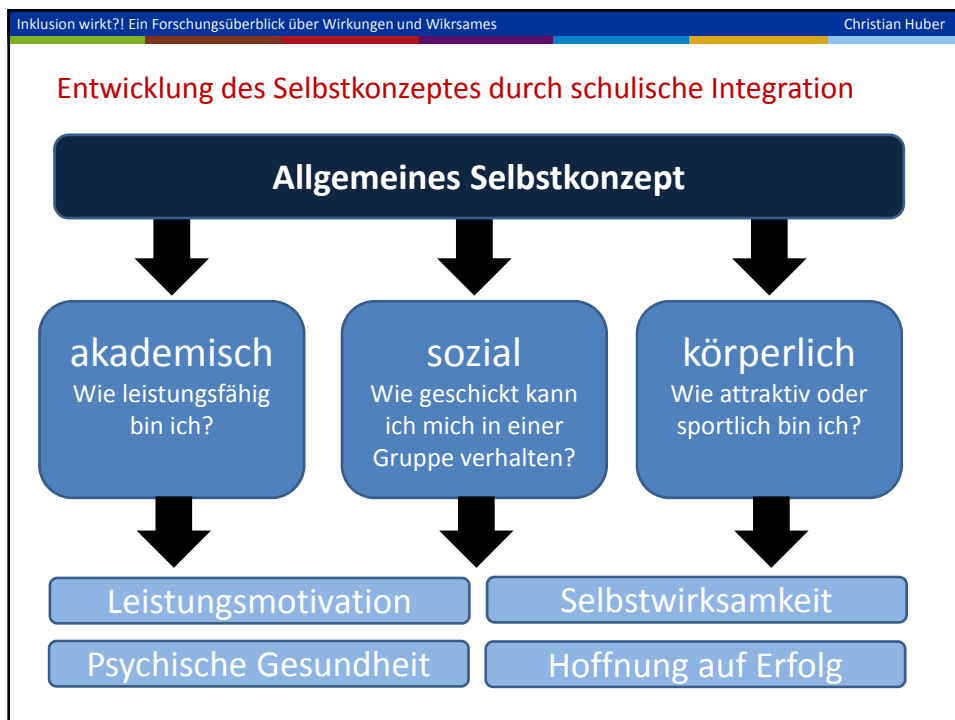 Inklusion wirkt?! Ein Forschungsüberblick über Wirkungen und Wikrsames
Christian Huber
Entwicklung des Selbstkonzeptes durch schulische Integration
Allgemeines Selbstkonzept
akademisch
Wie leistungsfähig
bin ich?
sozial
Wie geschickt kann
ich mich in einer
Gruppe verhalten?
körperlich
Wie attraktiv oder
sportlich bin ich?
Leistungsmotivation
Selbstwirksamkeit
Psychische Gesundheit
Hoffnung auf Erfolg